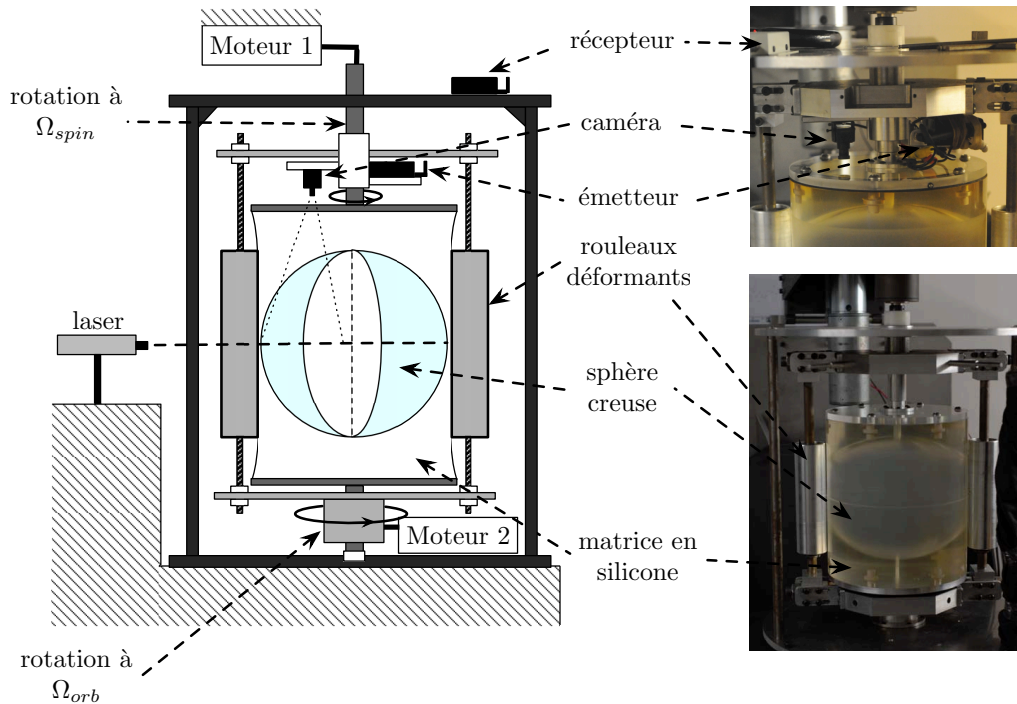 Moteur 1
récepteur
rotation à
Ω_spin
caméra
émetteur
rouleaux
déformants
laser
sphère
creuse
Moteur 2
matrice en
silicone
rotation à
Ω_orb